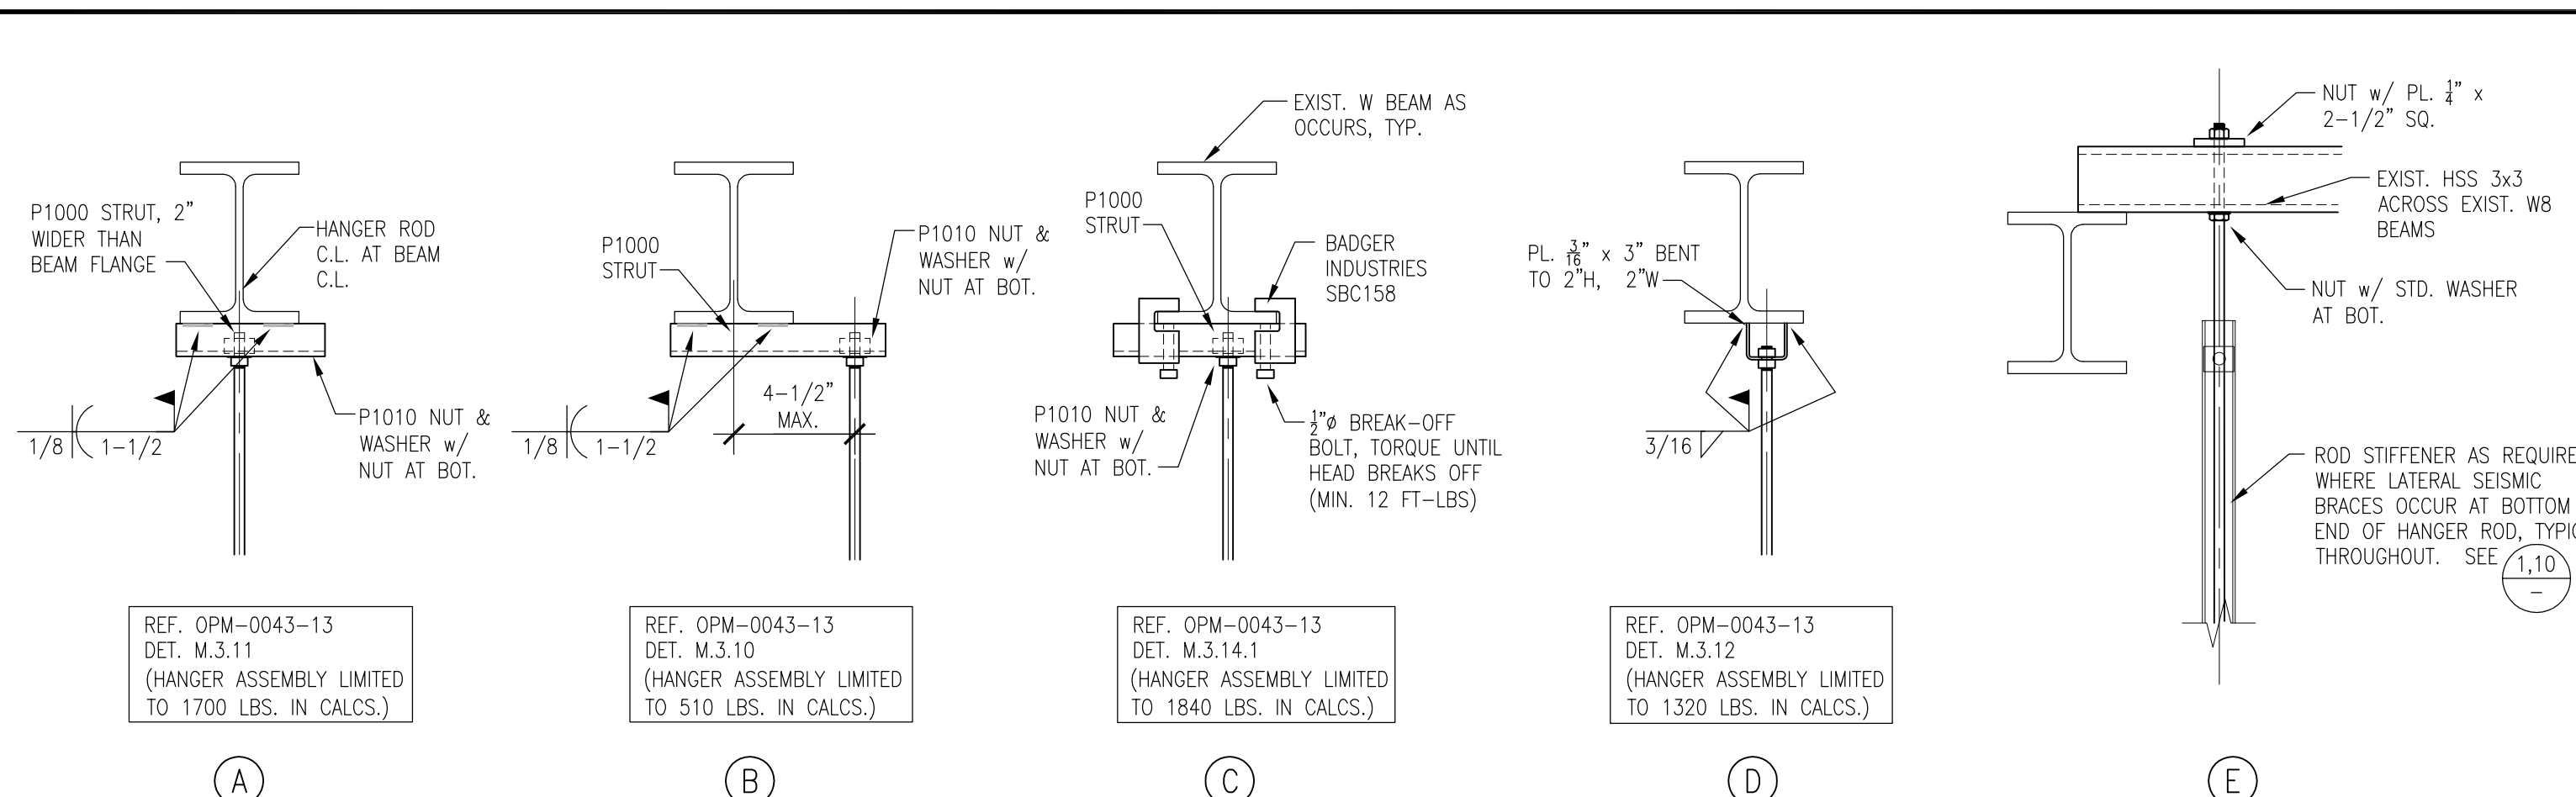 P1000 STRUT, 2"
WIDER THAN
BEAM FLANGE
HANGER ROD
C.L. AT BEAM
C.L.
P1010 NUT &
WASHER w/
NUT AT BOT.
1/8 1-1/2
REF. OPM-0043-13
DET. M.3.11
(HANGER ASSEMBLY LIMITED
TO 1700 LBS. IN CALCS.)
A
P1000
STRUT
P1010 NUT &
WASHER w/
NUT AT BOT.
4-1/2"
MAX.
1/8 1-1/2
REF. OPM-0043-13
DET. M.3.10
(HANGER ASSEMBLY LIMITED
TO 510 LBS. IN CALCS.)
B
EXIST. W BEAM AS
OCCURS, TYP.
P1000
STRUT
BADGER
INDUSTRIES
SBC158
P1010 NUT &
WASHER w/
NUT AT BOT.
1/2"ø BREAK-OFF
BOLT, TORQUE UNTIL
HEAD BREAKS OFF
(MIN. 12 FT-LBS)
REF. OPM-0043-13
DET. M.3.14.1
(HANGER ASSEMBLY LIMITED
TO 1840 LBS. IN CALCS.)
C
PL. 3/16" x 3" BENT
TO 2"H, 2"W
3/16
REF. OPM-0043-13
DET. M.3.12
(HANGER ASSEMBLY LIMITED
TO 1320 LBS. IN CALCS.)
D
NUT w/ PL. 1/4" x
2-1/2" SQ.
EXIST. HSS 3x3
ACROSS EXIST. W8
BEAMS
NUT w/ STD. WASHER
AT BOT.
ROD STIFFENER AS REQUIRE
WHERE LATERAL SEISMIC
BRACES OCCUR AT BOTTOM
END OF HANGER ROD, TYPIC
THROUGHOUT. SEE 1,10
-
E